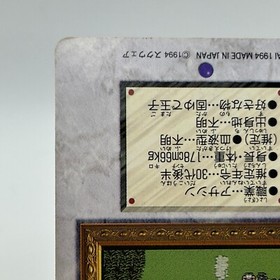 ●職業…アサシン
●推定年令…30代後半
●身長・体重…178cm66kg
(推定) ●血液型…不明
●出身地…不明
●好きな物…固ゆで玉子
©1994 スクウェア
AI 1994 MADE IN JAPAN